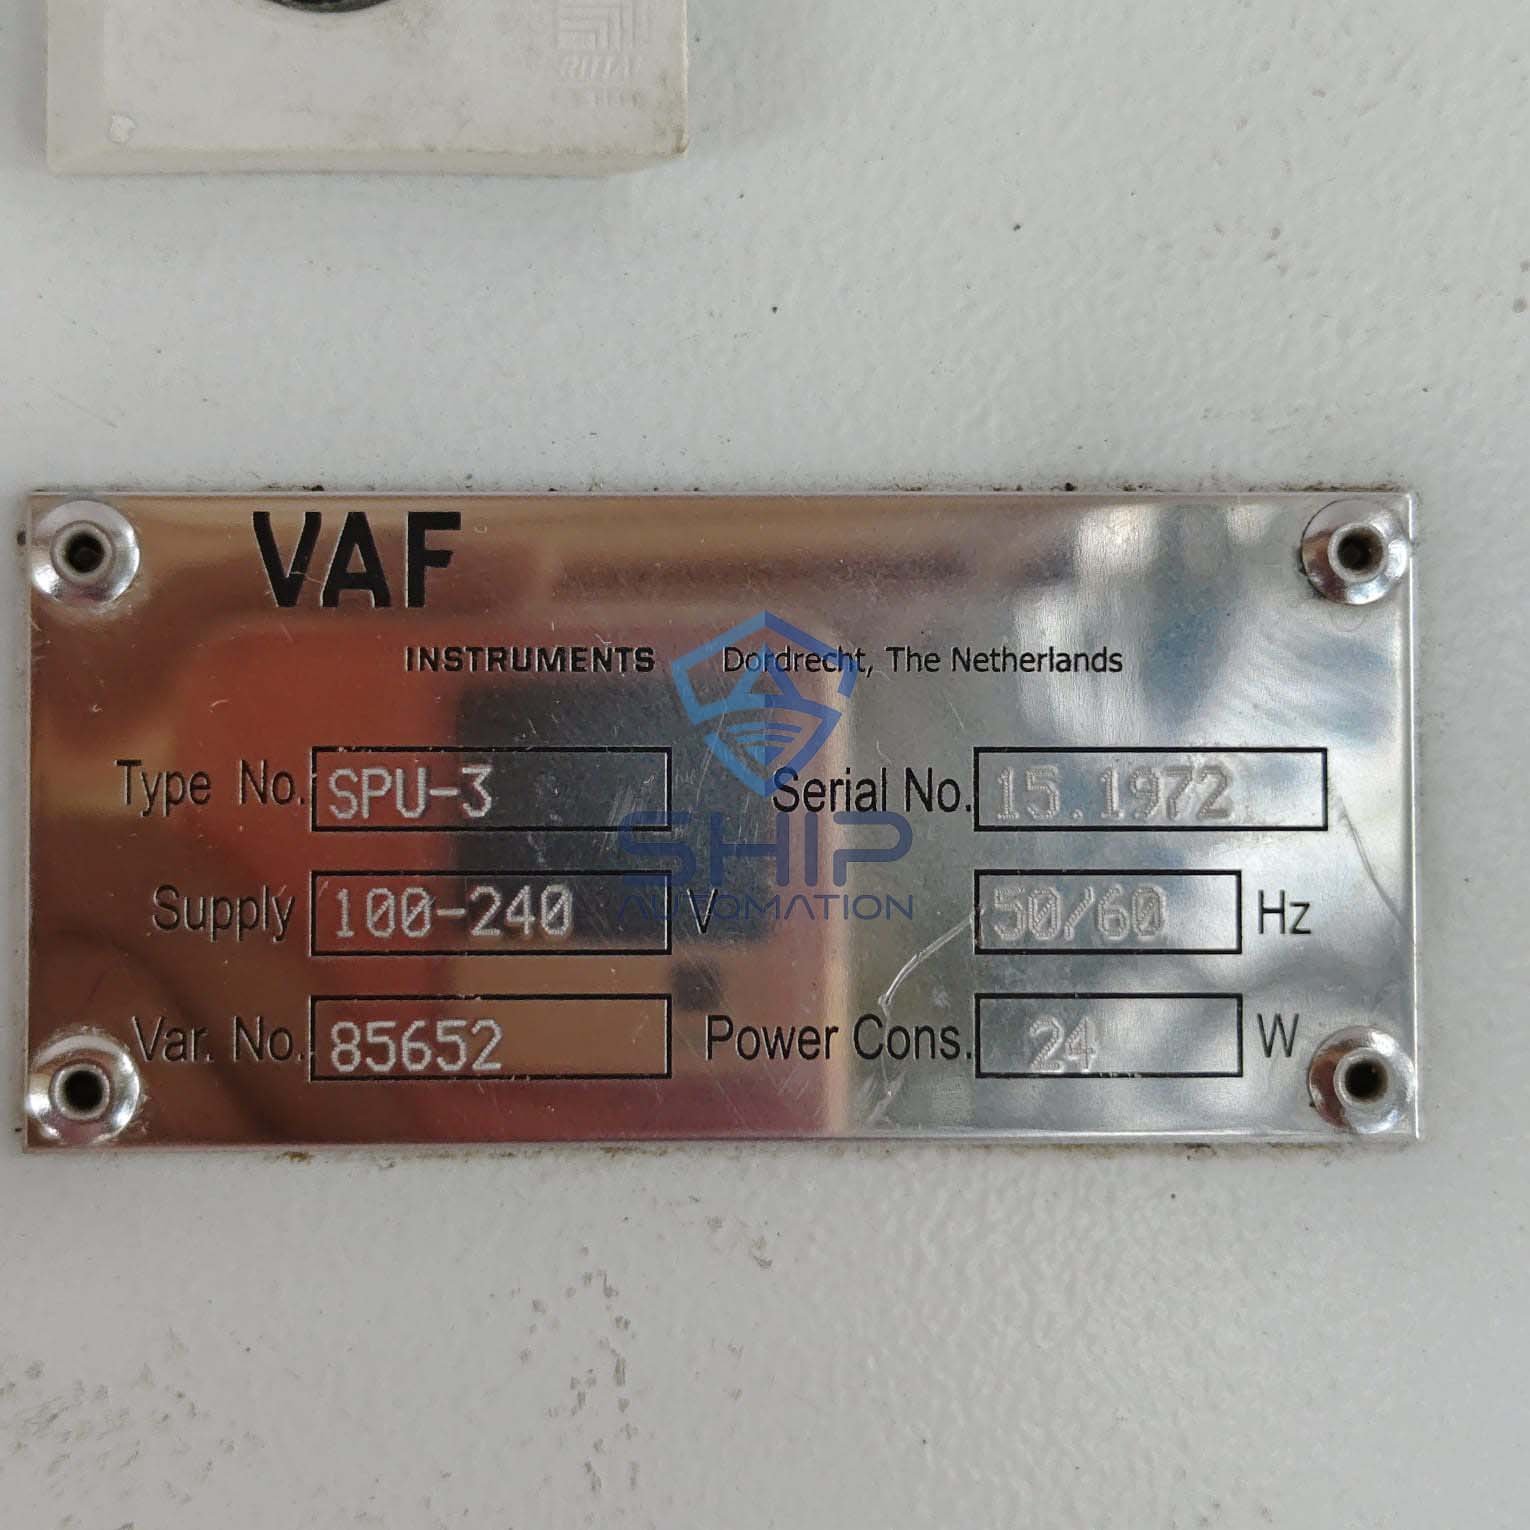 RITTAL
VAF
INSTRUMENTS Dordrecht, The Netherlands
Type No. SPU-3 Serial No. 15.1972
SHIP
AUTOMATION
Supply 100-240 V 50/60 Hz
Var. No. 85652 Power Cons. 24 W